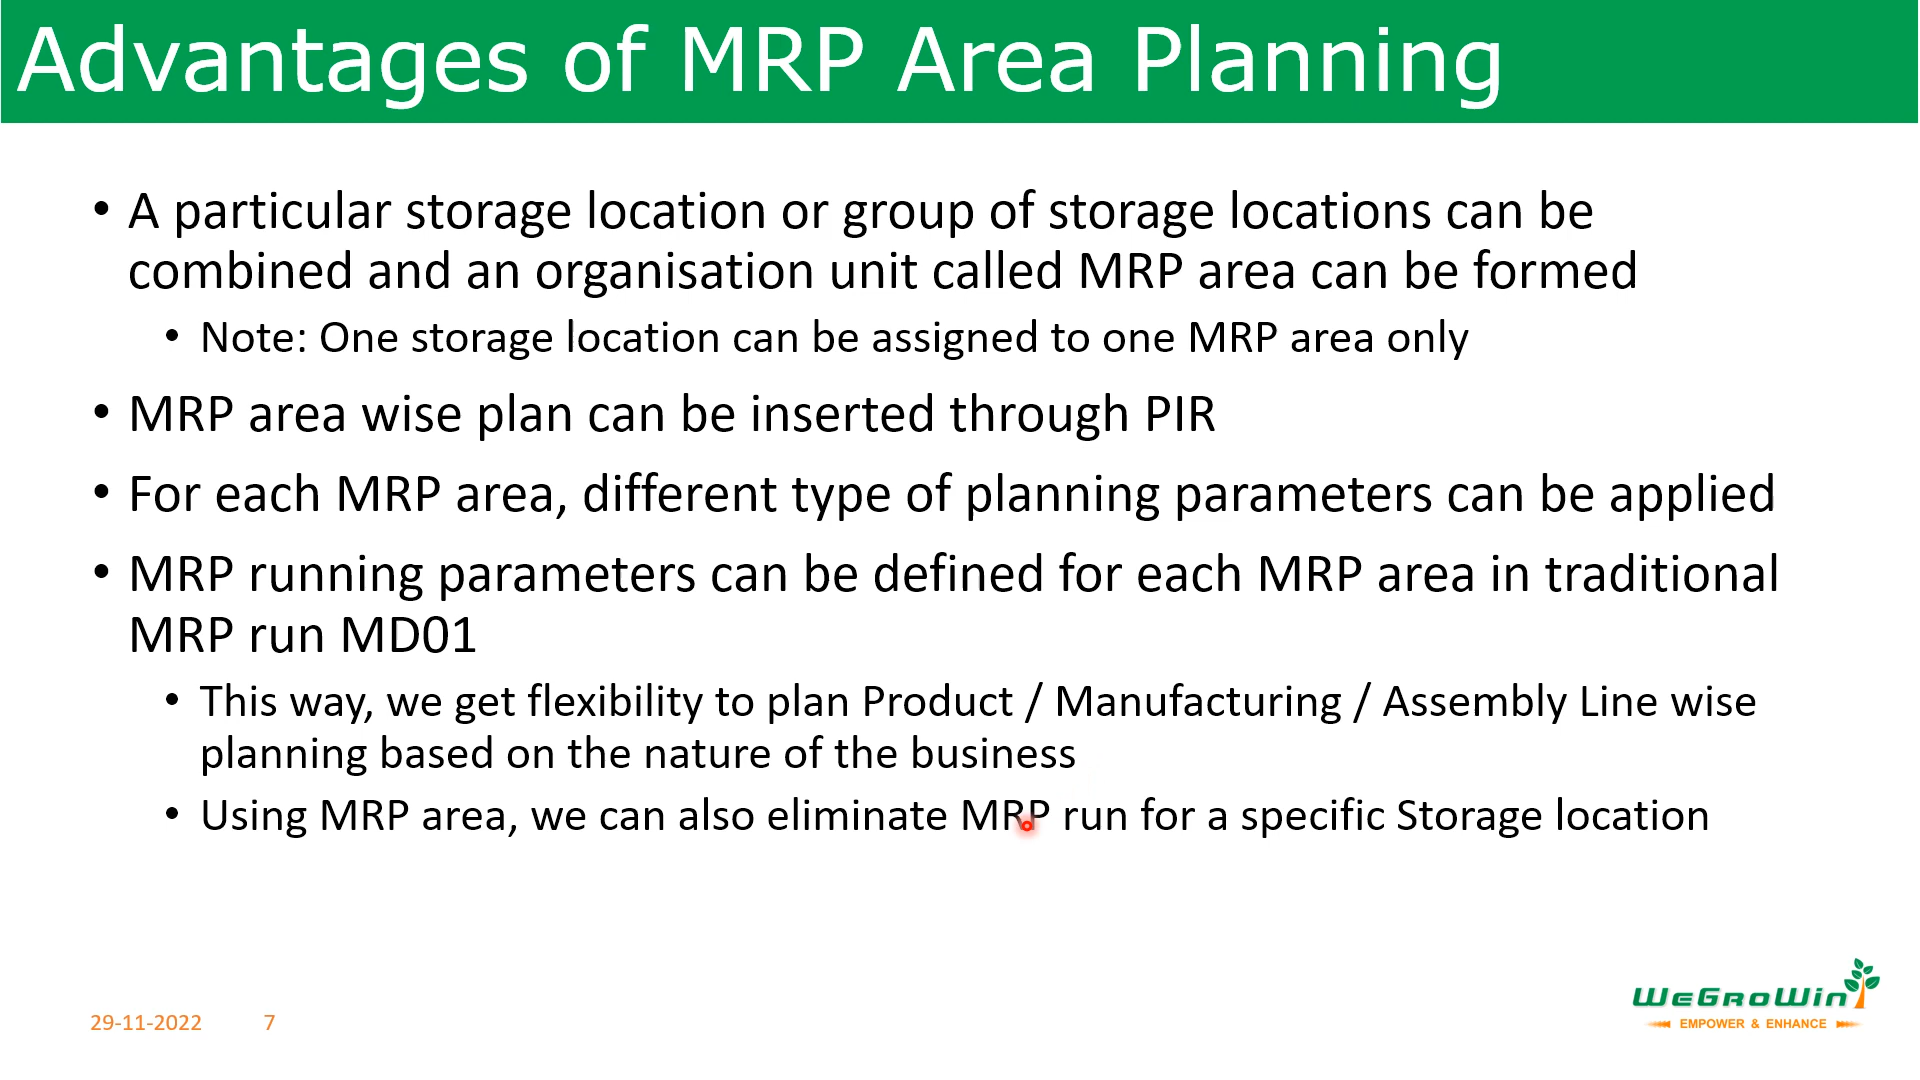 Advantages of MRP Area Planning
• A particular storage location or group of storage locations can be
combined and an organisation unit called MRP area can be formed
• Note: One storage location can be assigned to one MRP area only
• MRP area wise plan can be inserted through PIR
• For each MRP area, different type of planning parameters can be applied
• MRP running parameters can be defined for each MRP area in traditional
MRP run MD01
• This way, we get flexibility to plan Product / Manufacturing / Assembly Line wise
planning based on the nature of the business
• Using MRP area, we can also eliminate MRP run for a specific Storage location
29-11-2022 7
WeGroWin
EMPOWER & ENHANCE